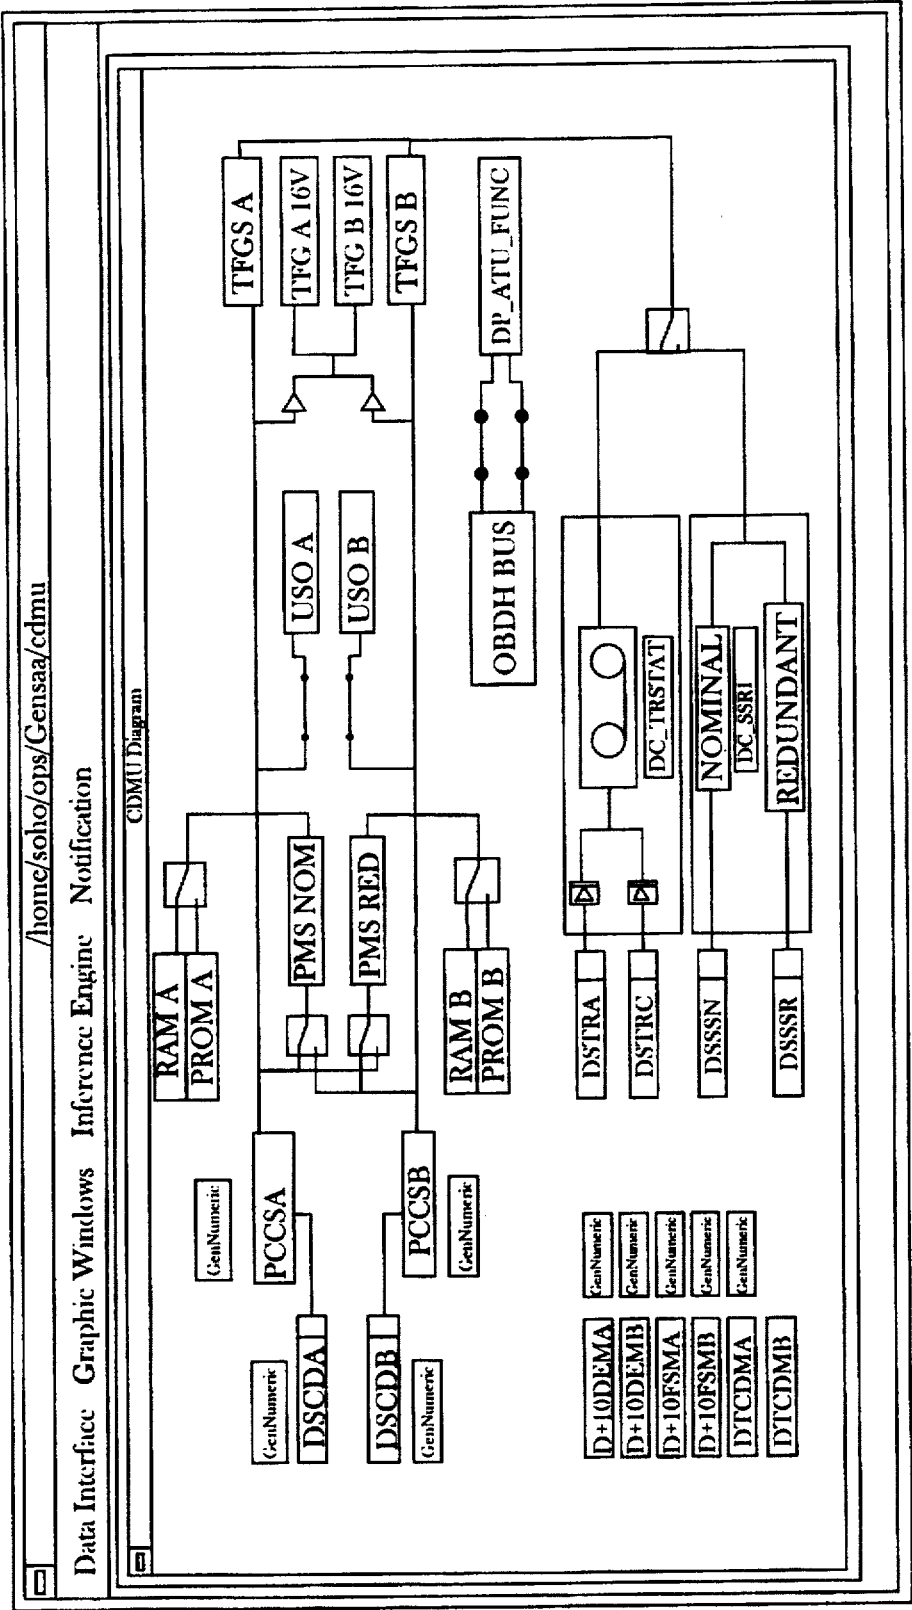 /home/soho/ops/Gensaa/cdmu
Data Interface Graphic Windows Inference Engine Notification
CDMU Diagram
RAM A
PROM A
GenNumeric
PCCSA
TFGS A
GenNumeric
DSCDA
PMS NOM
USO A
TFG A 16V
DSCDB
PMS RED
USO B
TFG B 16V
GenNumeric
PCCSB
TFGS B
GenNumeric
RAM B
PROM B
OBDH BUS
DP_ATU_FUNC
D+10DEMA
GenNumeric
DSTRA
D+10DEMB
GenNumeric
DSTRC
DC_TRSTAT
D+10FSMA
GenNumeric
D+10FSMB
GenNumeric
DSSSN
NOMINAL
DTCDMA
GenNumeric
DC_SSR1
DTCDMB
DSSSR
REDUNDANT